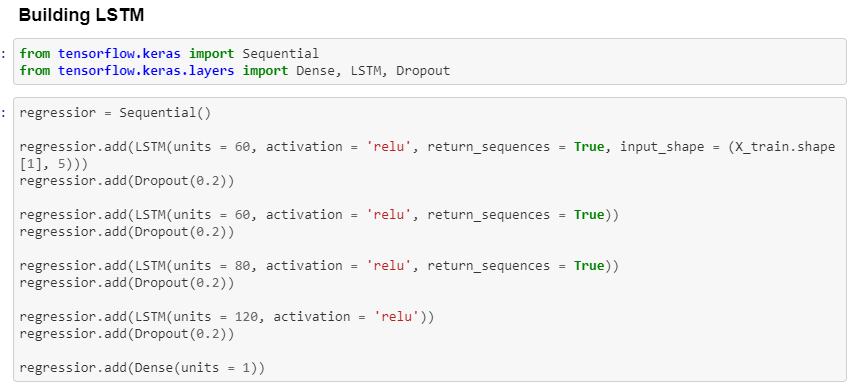 Building LSTM
: from tensorflow.keras import Sequential
from tensorflow.keras.layers import Dense, LSTM, Dropout
: regressior = Sequential()
regressior.add(LSTM(units = 60, activation = 'relu', return_sequences = True, input_shape = (X_train.shape
[1], 5)))
regressior.add(Dropout(0.2))
regressior.add(LSTM(units = 60, activation = 'relu', return_sequences = True))
regressior.add(Dropout(0.2))
regressior.add(LSTM(units = 80, activation = 'relu', return_sequences = True))
regressior.add(Dropout(0.2))
regressior.add(LSTM(units = 120, activation = 'relu'))
regressior.add(Dropout(0.2))
regressior.add(Dense(units = 1))